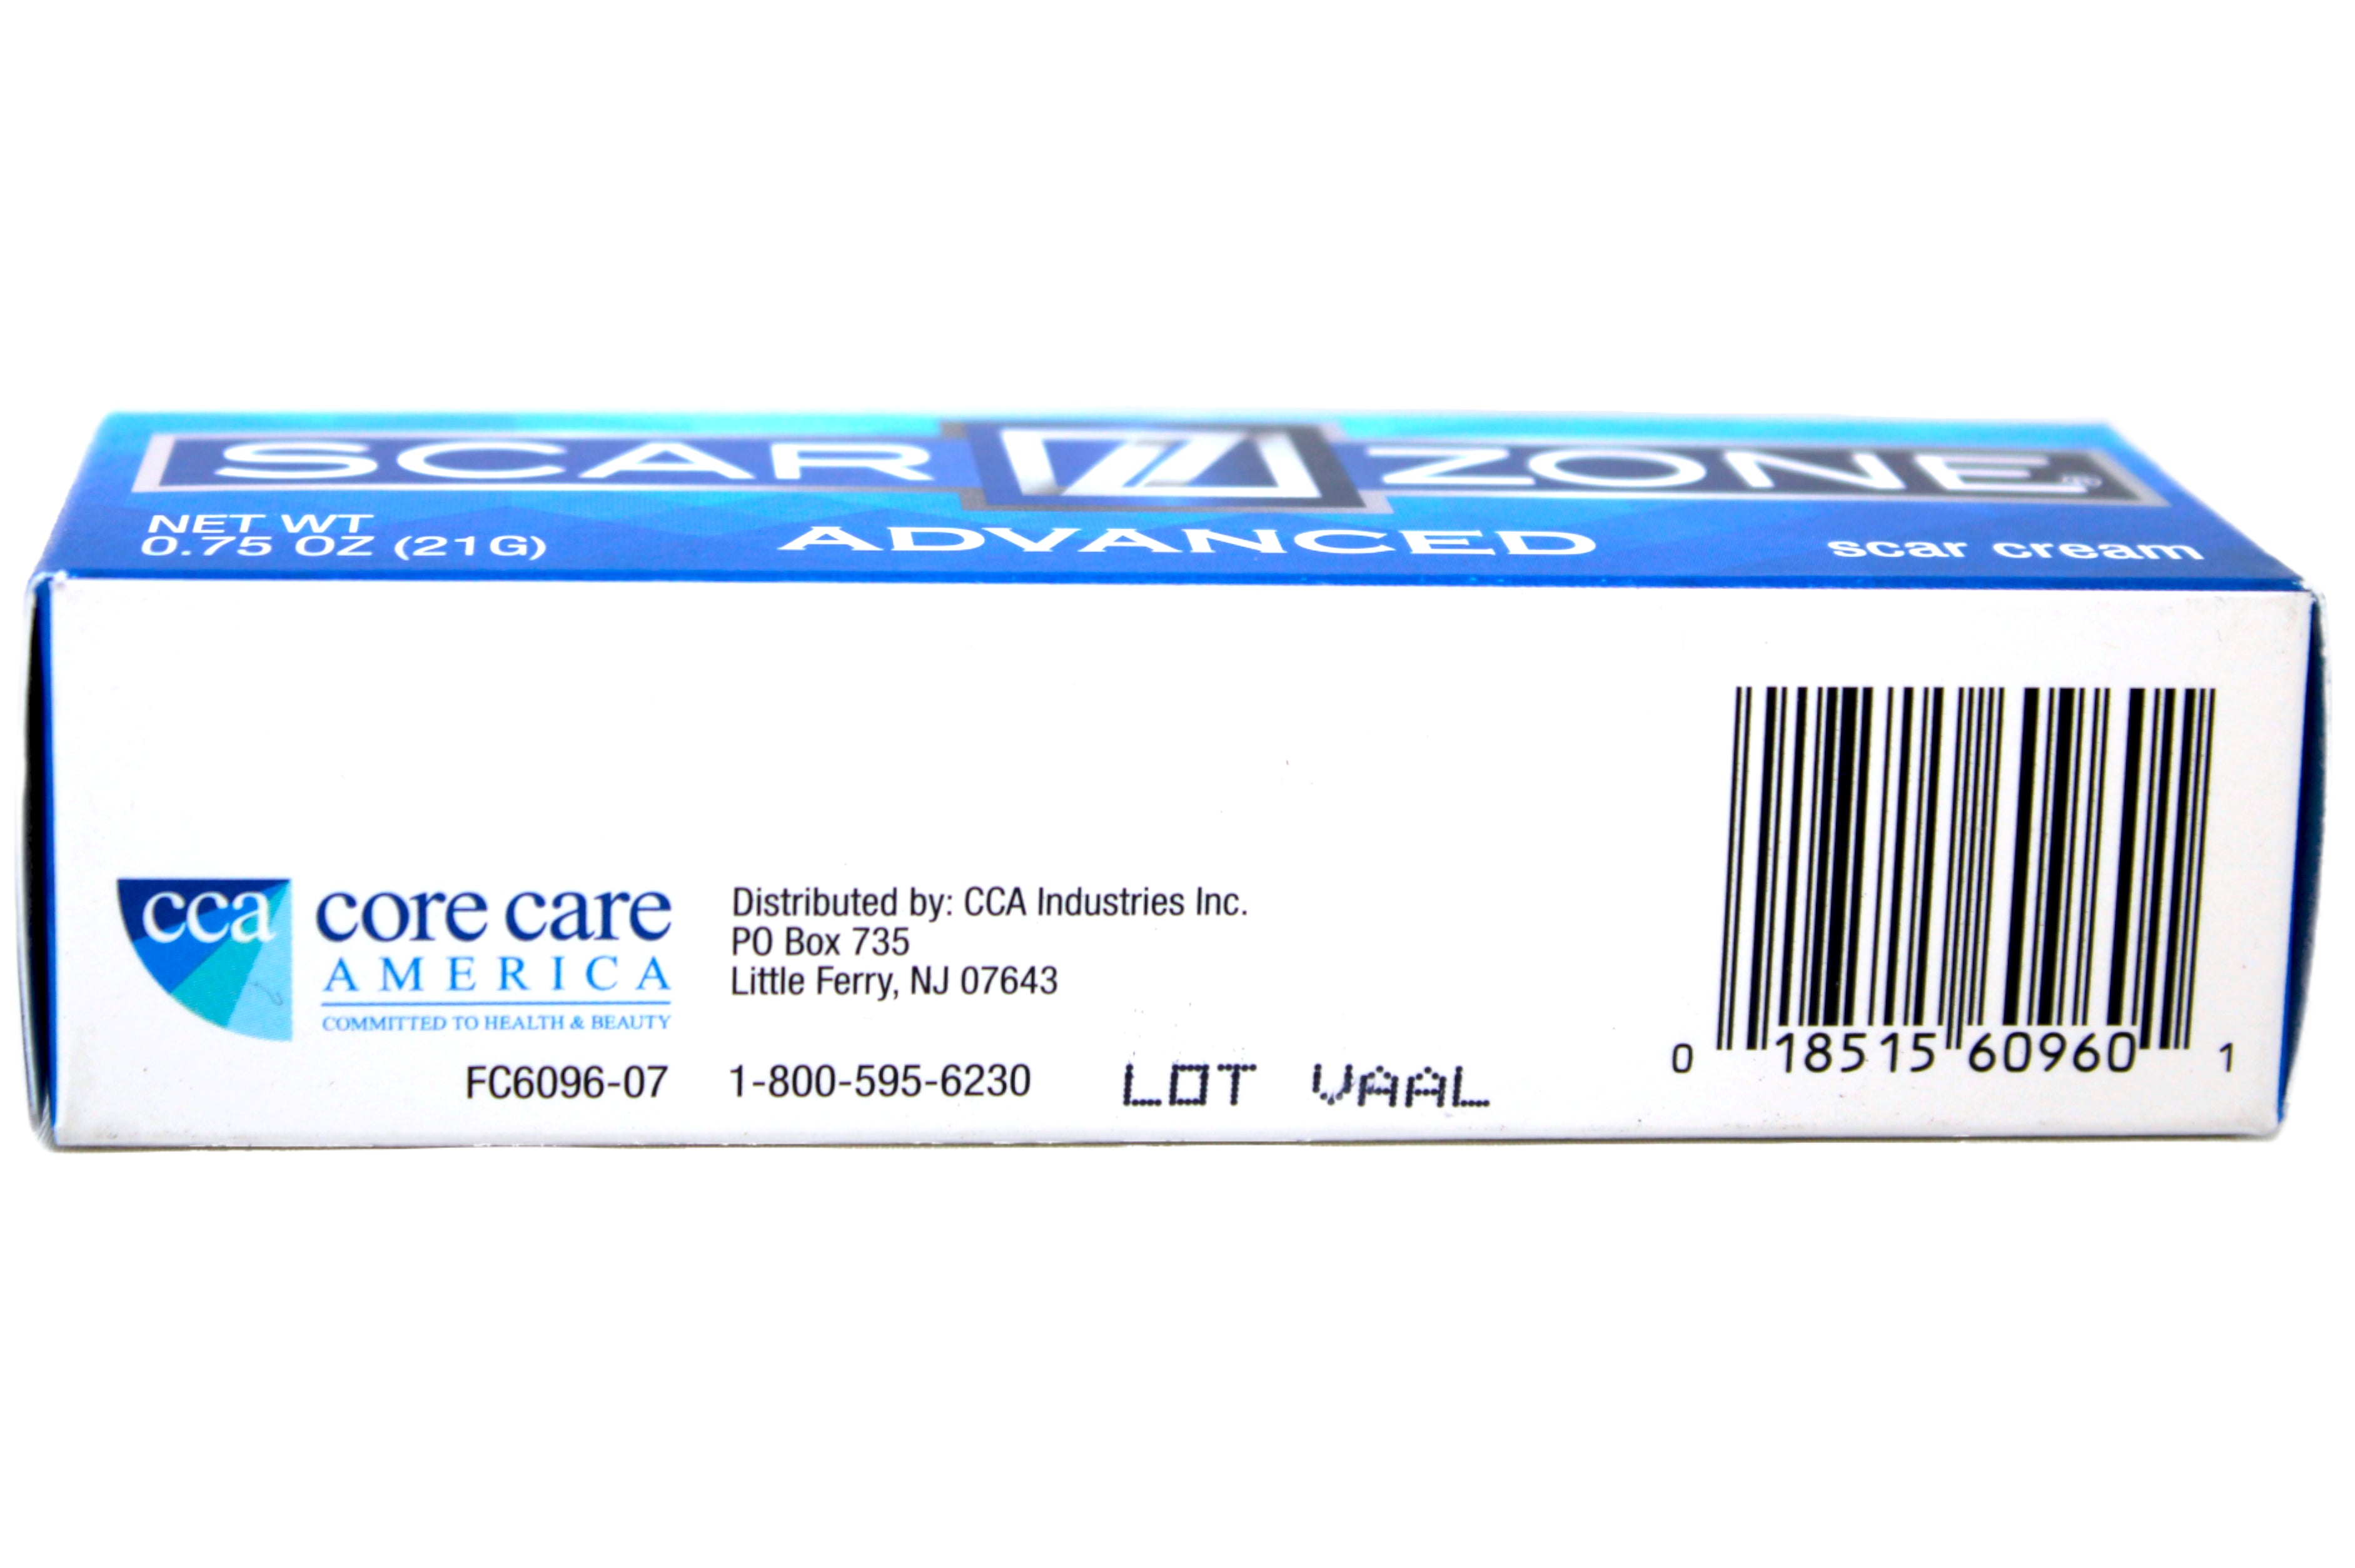 SCAR Z ZONE®
NET WT
0.75 OZ (21G)
ADVANCED
scar cream
cca
core care
AMERICA
COMMITTED TO HEALTH & BEAUTY
Distributed by: CCA Industries Inc.
PO Box 735
Little Ferry, NJ 07643
FC6096-07
1-800-595-6230
LOT VAAL
0 18515 60960 1